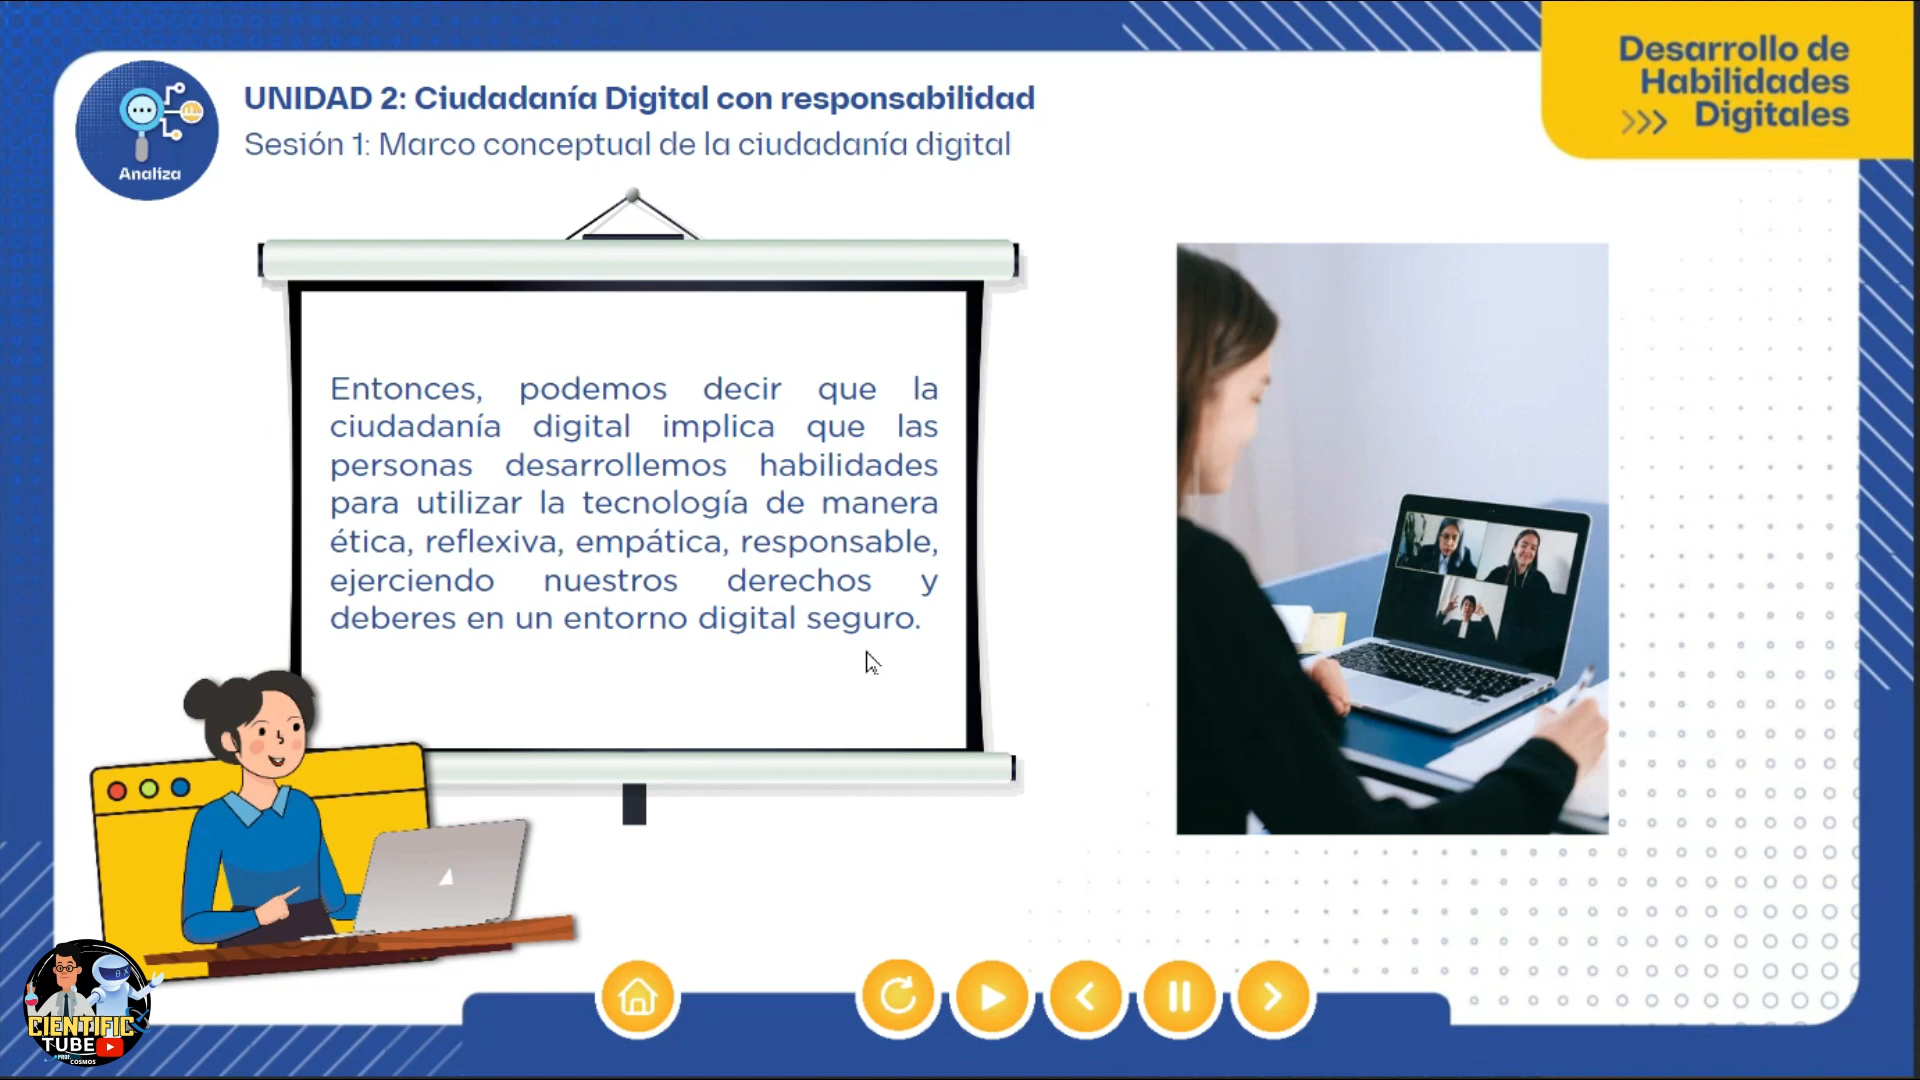 Desarrollo de
Habilidades
>>> Digitales
UNIDAD 2: Ciudadanía Digital con responsabilidad
Sesión 1: Marco conceptual de la ciudadanía digital
Analiza
Entonces, podemos decir que la
ciudadanía digital implica que las
personas desarrollemos habilidades
para utilizar la tecnología de manera
ética, reflexiva, empática, responsable,
ejerciendo nuestros derechos y
deberes en un entorno digital seguro.
CIENTIFIC
TUBE
PROF
COSMOS